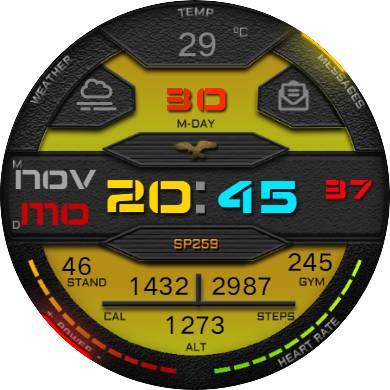 TEMP
29 °C
WEATHER
MESSAGES
30
M-DAY
M
NOV
20:45
37
D
MO
SP259
46
STAND
245
GYM
1432
2987
CAL
STEPS
1273
ALT
- POWER +
HEART RATE